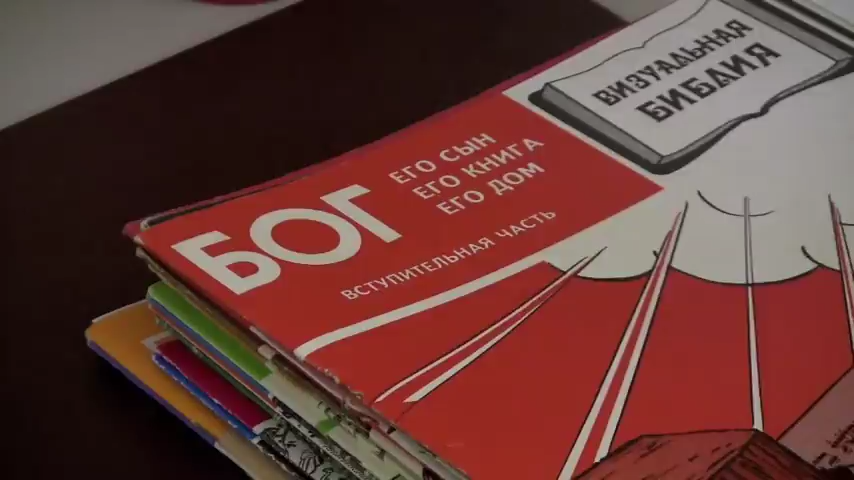 ВИЗУАЛЬНАЯ
БИБЛИЯ
БОГ
ЕГО СЫН
ЕГО КНИГА
ЕГО ДОМ
ВСТУПИТЕЛЬНАЯ ЧАСТЬ